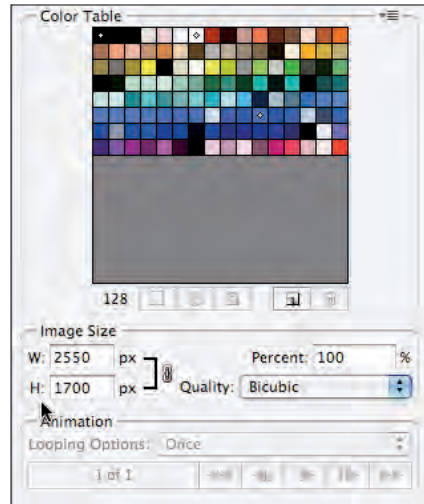 Color Table
128
Image Size
W: 2550 px Percent: 100 %
H: 1700 px Quality: Bicubic
Animation
Looping Options: Once
1 of 1